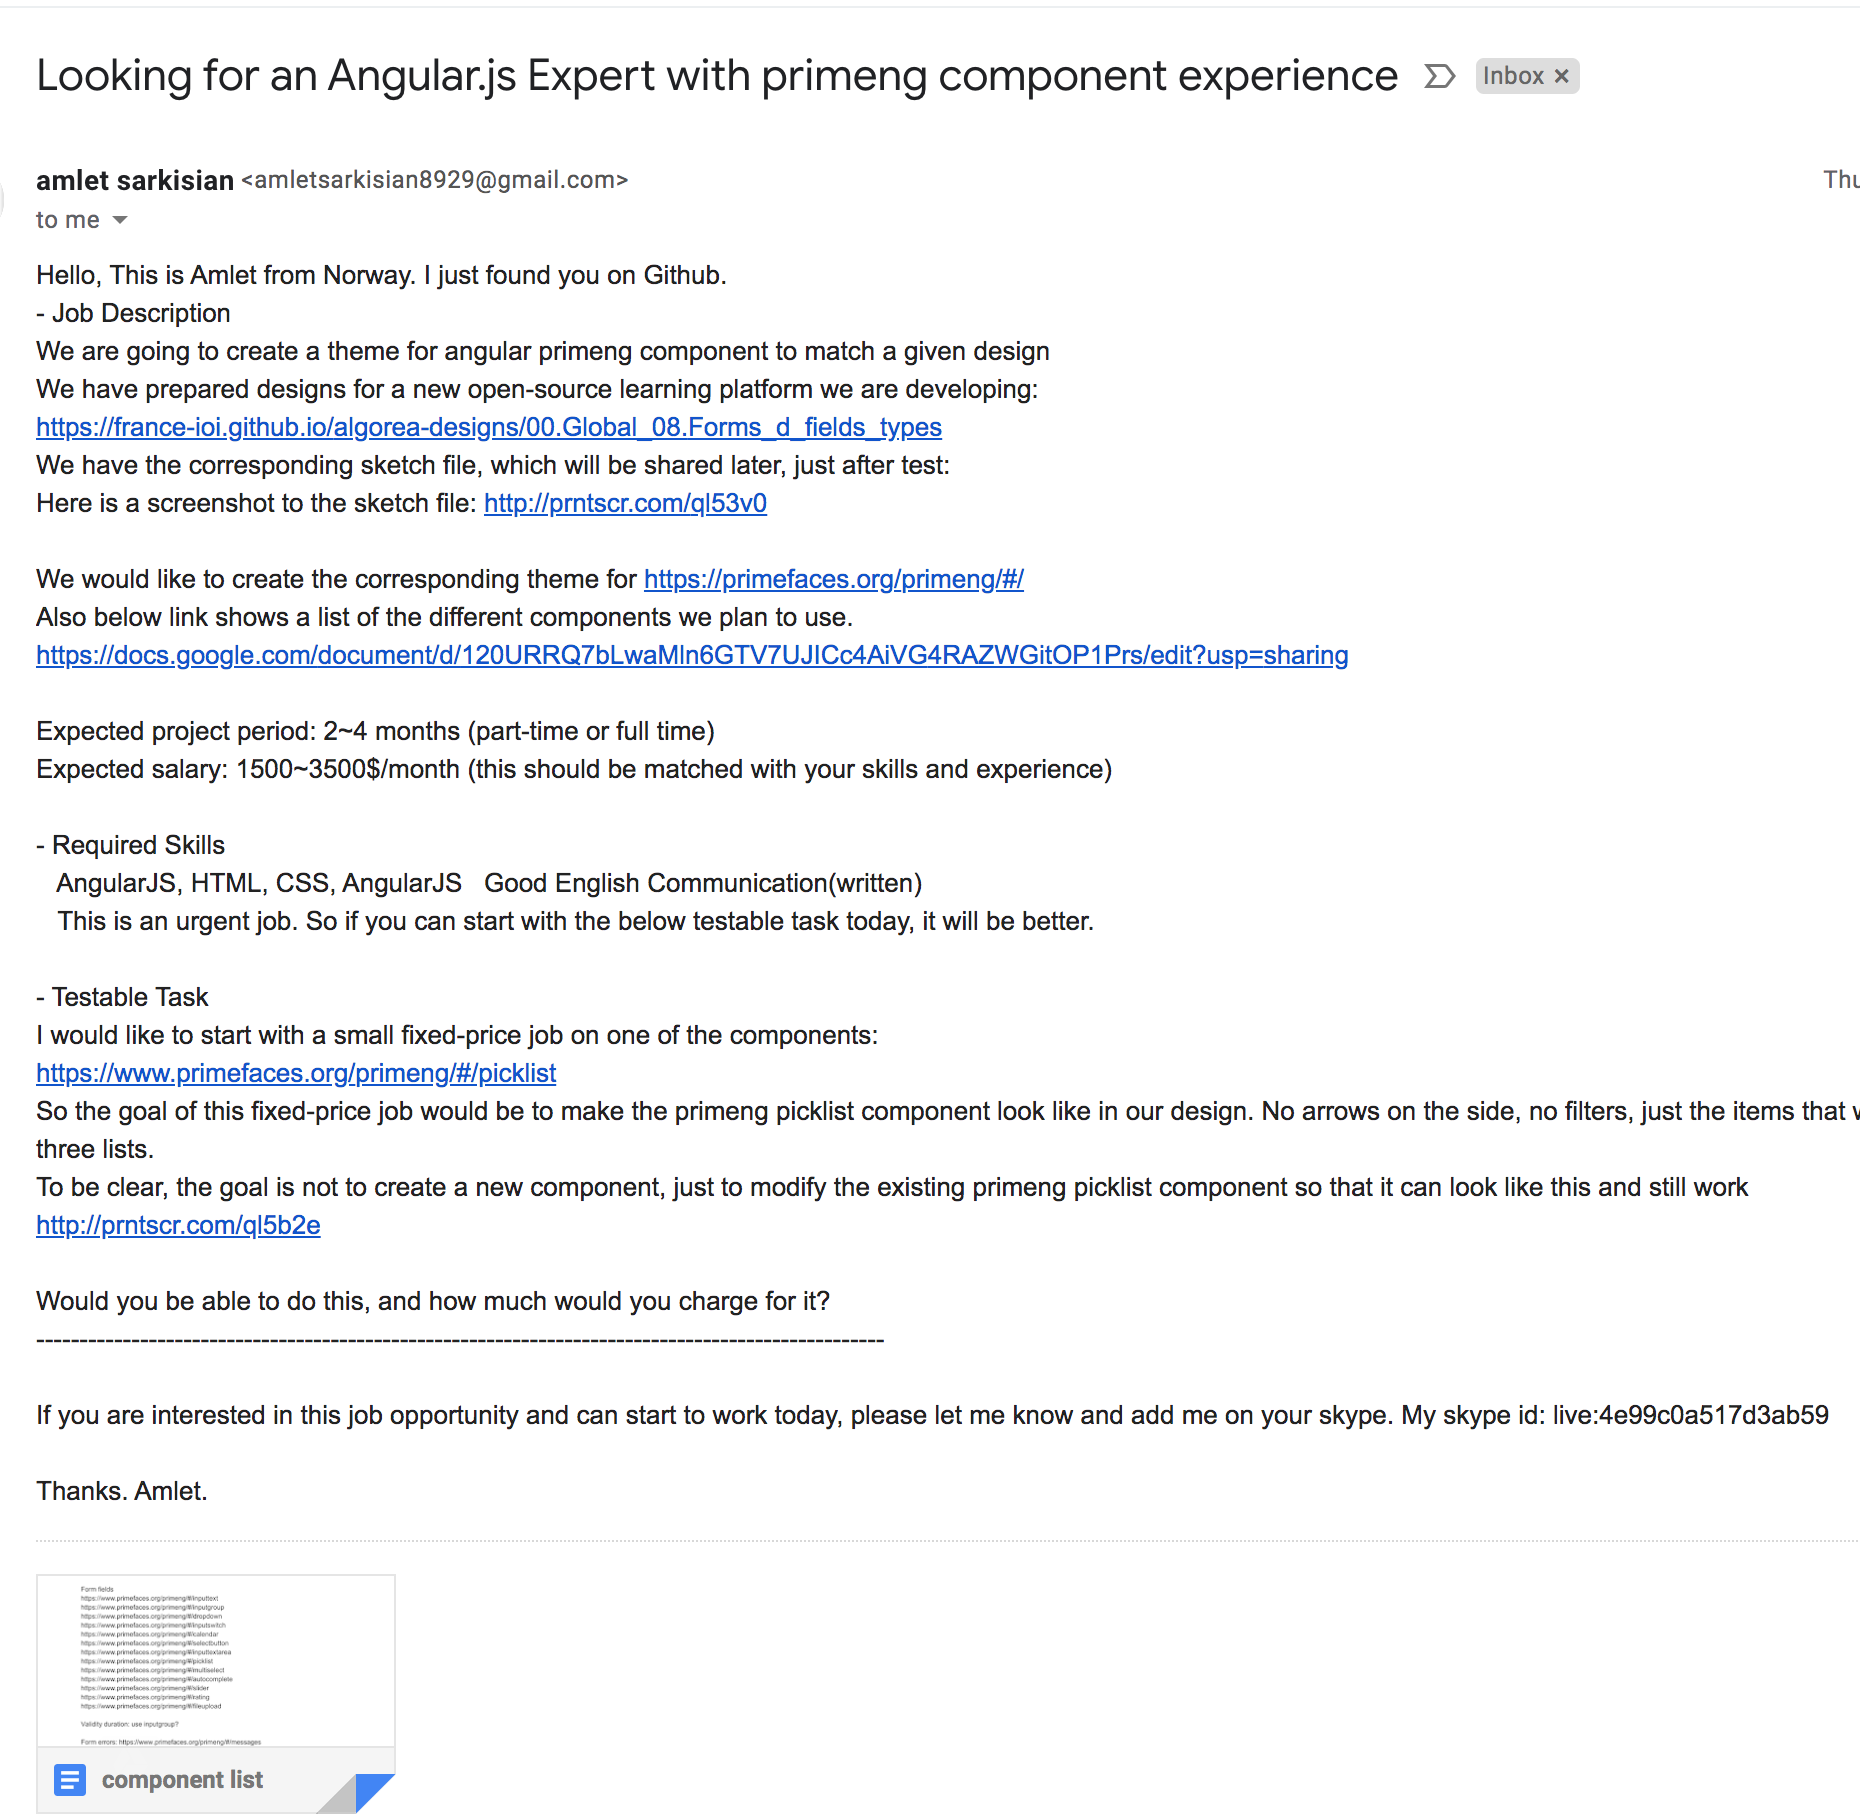 Looking for an Angular.js Expert with primeng component experience Inbox ×
amlet sarkisian <amletsarkisian8929@gmail.com> Thu
to me
Hello, This is Amlet from Norway. I just found you on Github.
- Job Description
We are going to create a theme for angular primeng component to match a given design
We have prepared designs for a new open-source learning platform we are developing:
https://france-ioi.github.io/algorea-designs/00.Global_08.Forms_d_fields_types
We have the corresponding sketch file, which will be shared later, just after test:
Here is a screenshot to the sketch file: http://prntscr.com/ql53v0
We would like to create the corresponding theme for https://primefaces.org/primeng/#/
Also below link shows a list of the different components we plan to use.
https://docs.google.com/document/d/120URRQ7bLwaMln6GTV7UJICc4AiVG4RAZWGitOP1Prs/edit?usp=sharing
Expected project period: 2~4 months (part-time or full time)
Expected salary: 1500~3500$/month (this should be matched with your skills and experience)
- Required Skills
AngularJS, HTML, CSS, AngularJS   Good English Communication(written)
This is an urgent job. So if you can start with the below testable task today, it will be better.
- Testable Task
I would like to start with a small fixed-price job on one of the components:
https://www.primefaces.org/primeng/#/picklist
So the goal of this fixed-price job would be to make the primeng picklist component look like in our design. No arrows on the side, no filters, just the items that
three lists.
To be clear, the goal is not to create a new component, just to modify the existing primeng picklist component so that it can look like this and still work
http://prntscr.com/ql5b2e
Would you be able to do this, and how much would you charge for it?
--------------------------------------------------------------------------------------------------
If you are interested in this job opportunity and can start to work today, please let me know and add me on your skype. My skype id: live:4e99c0a517d3ab59
Thanks. Amlet.
Form fields
https://www.primefaces.org/primeng/#/inputtext
https://www.primefaces.org/primeng/#/inputgroup
https://www.primefaces.org/primeng/#/dropdown
https://www.primefaces.org/primeng/#/inputswitch
https://www.primefaces.org/primeng/#/calendar
https://www.primefaces.org/primeng/#/selectbutton
https://www.primefaces.org/primeng/#/inputtextarea
https://www.primefaces.org/primeng/#/picklist
https://www.primefaces.org/primeng/#/multiselect
https://www.primefaces.org/primeng/#/autocomplete
https://www.primefaces.org/primeng/#/slider
https://www.primefaces.org/primeng/#/rating
https://www.primefaces.org/primeng/#/fileupload
Validity duration: use inputgroup?
Form errors: https://www.primefaces.org/primeng/#/messages
component list